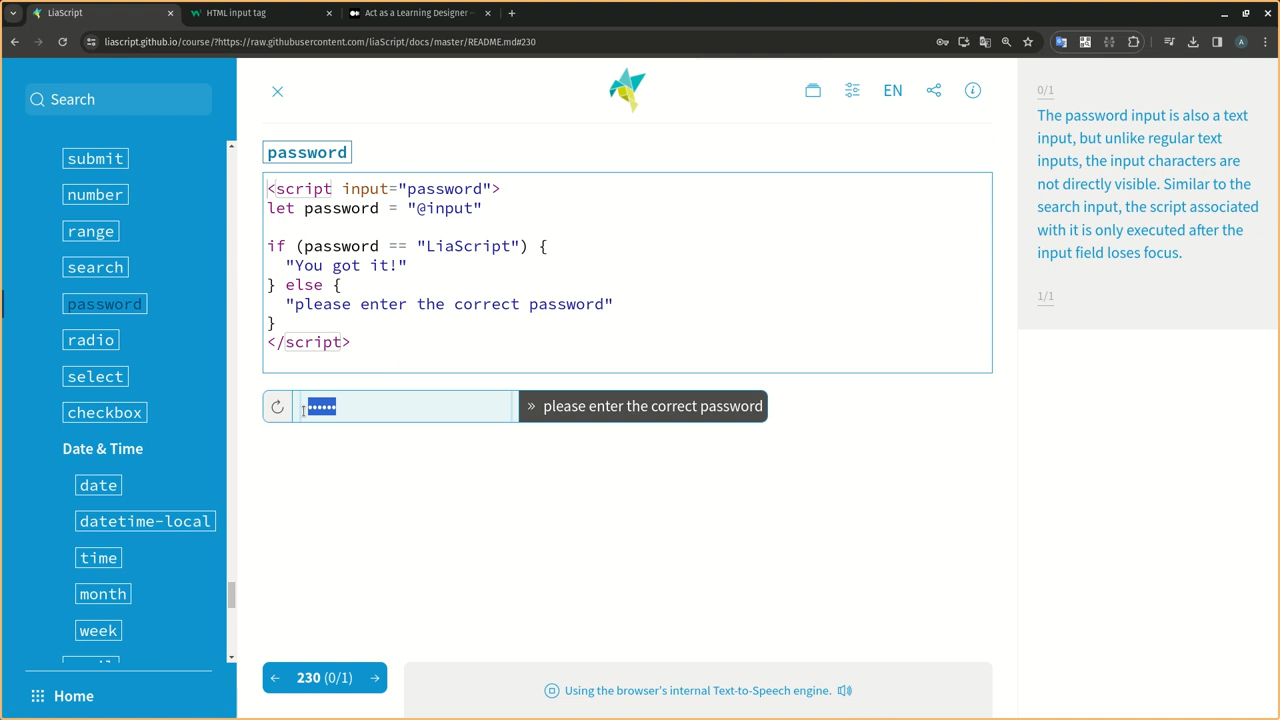 LiaScript
HTML input tag
Act as a Learning Designer
liascript.github.io/course/?https://raw.githubusercontent.com/liaScript/docs/master/README.md#230
A
Search
submit
number
range
search
password
radio
select
checkbox
Date & Time
date
datetime-local
time
month
week
Home
EN
password
<script input="password">
let password = "@input"
if (password == "LiaScript") {
"You got it!"
} else {
"please enter the correct password"
}
</script>
•••••• » please enter the correct password
← 230 (0/1) →
Using the browser's internal Text-to-Speech engine.
0/1
The password input is also a text
input, but unlike regular text
inputs, the input characters are
not directly visible. Similar to the
search input, the script associated
with it is only executed after the
input field loses focus.
1/1